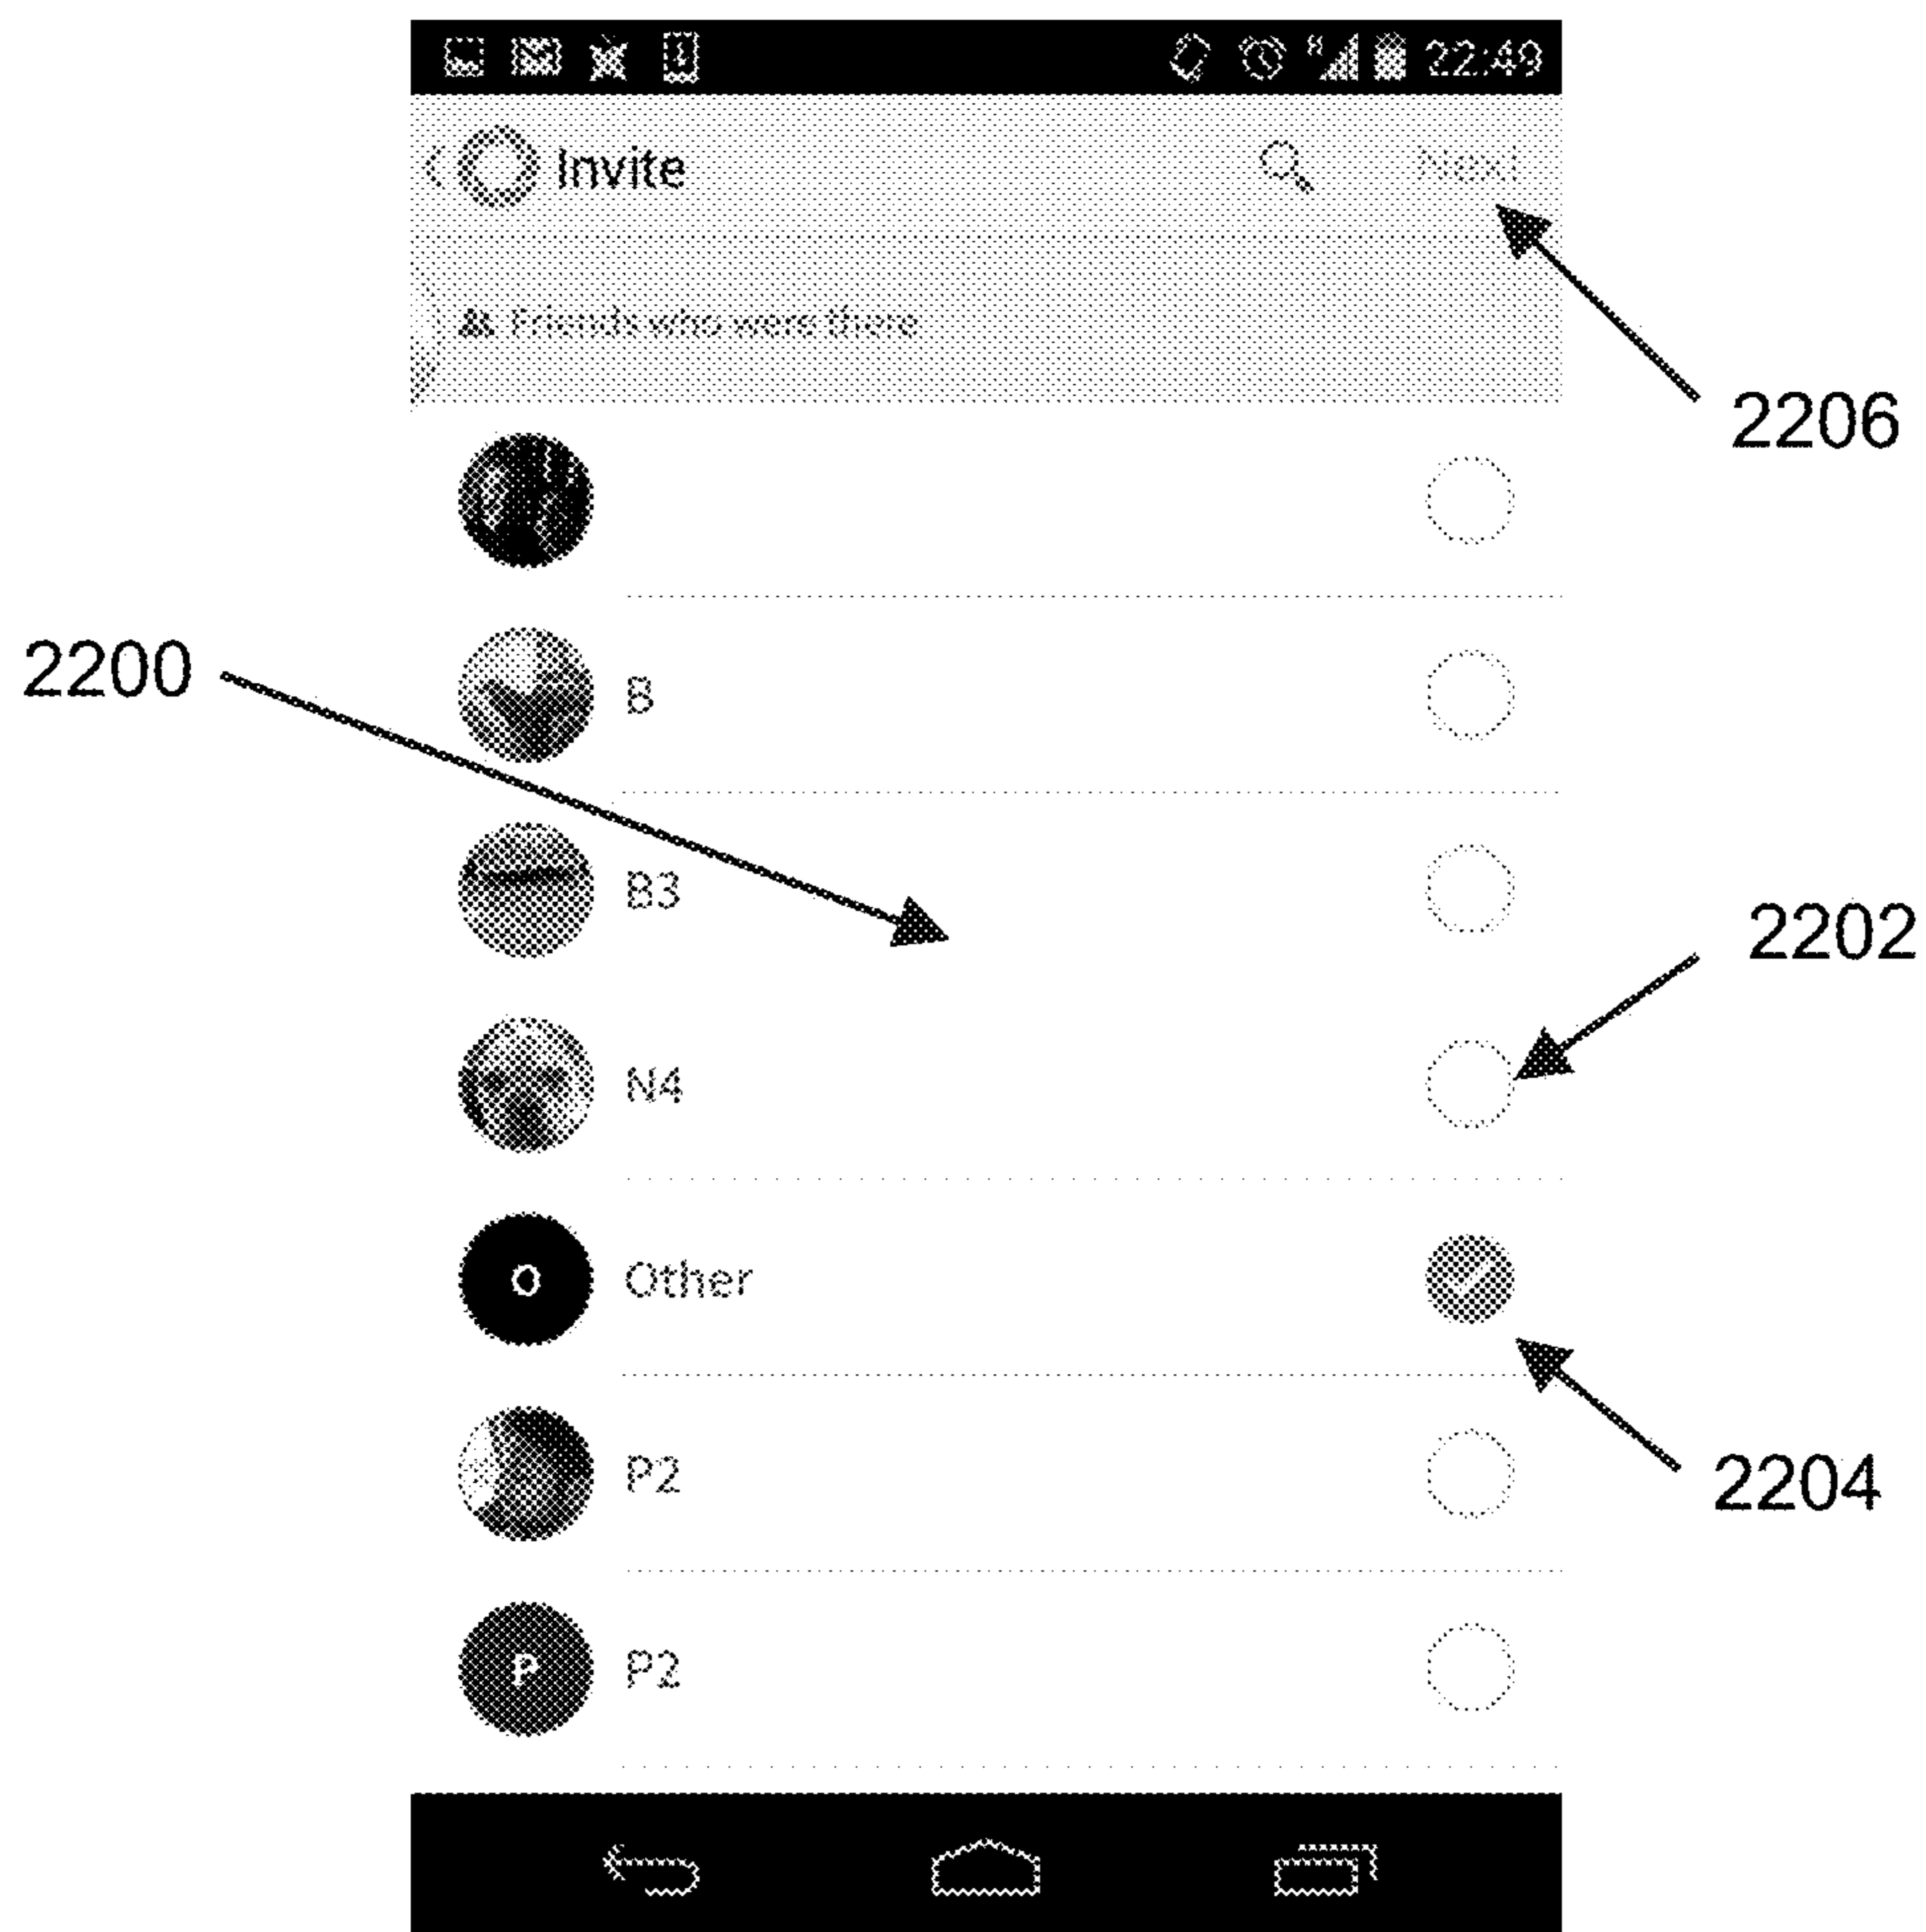 22:49
Invite Next
Friends who were there
2206
B
2200
B3
2202
N4
O Other
2204
P2
P P2